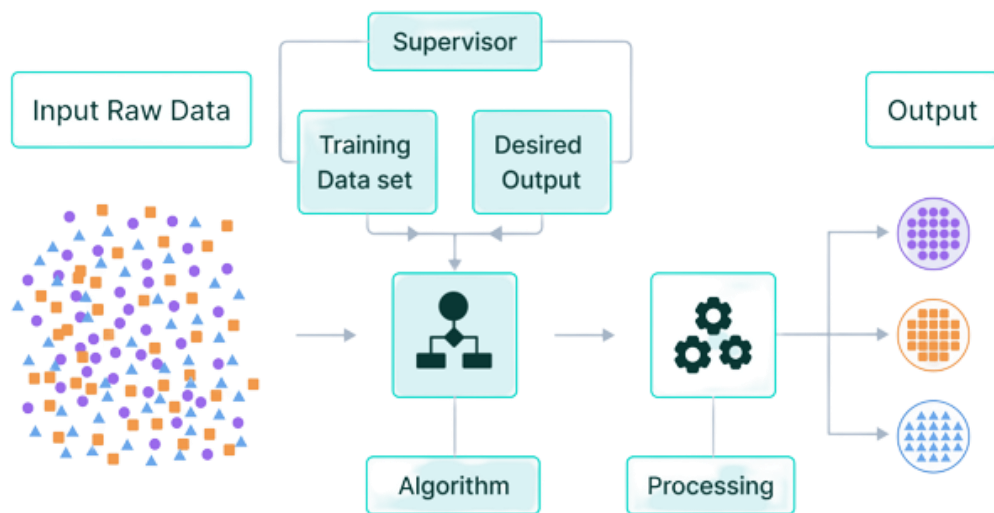 Supervisor
Input Raw Data
Training
Data set
Desired
Output
Output
Algorithm
Processing